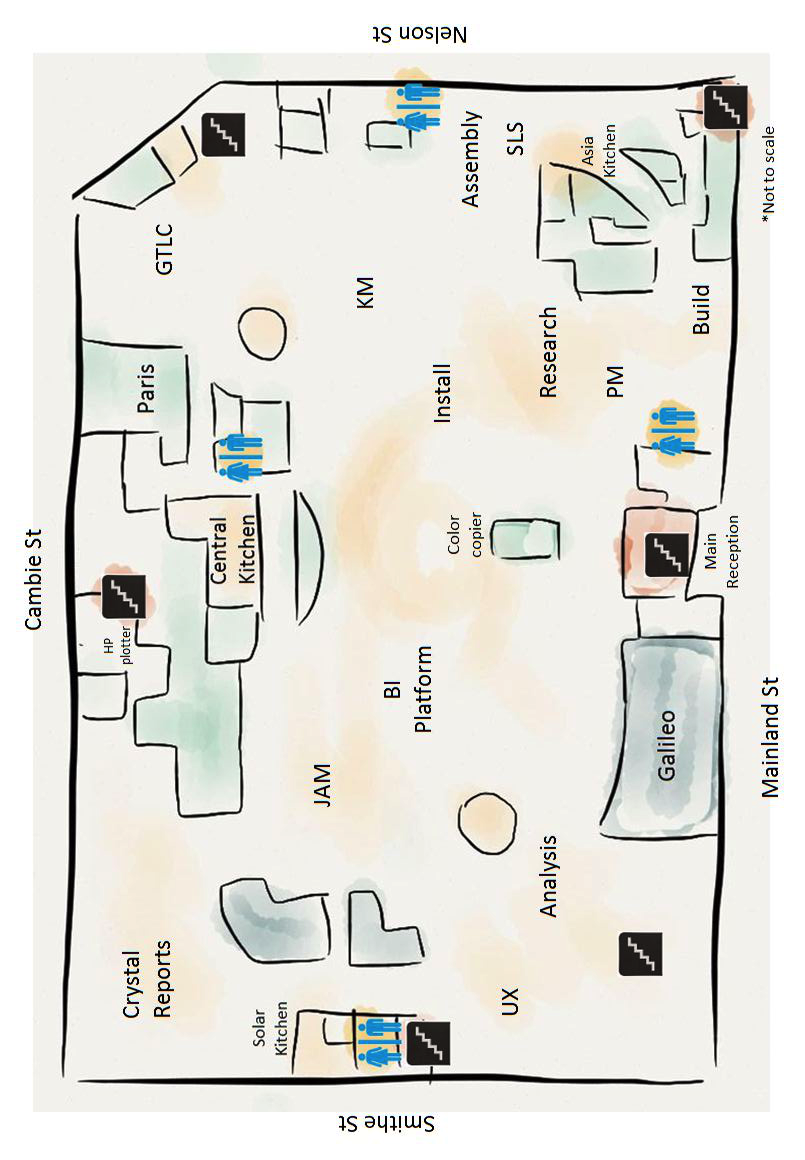 Cambie St
Smithe St
Nelson St
HP
plotter
Crystal
Reports
Paris
GTLC
Central
Kitchen
Solar
Kitchen
JAM
KM
BI
Platform
Install
Assembly
Color
copier
SLS
UX
Analysis
Research
Asia
Kitchen
PM
Galileo
Build
Main
Reception
Mainland St
*Not to scale